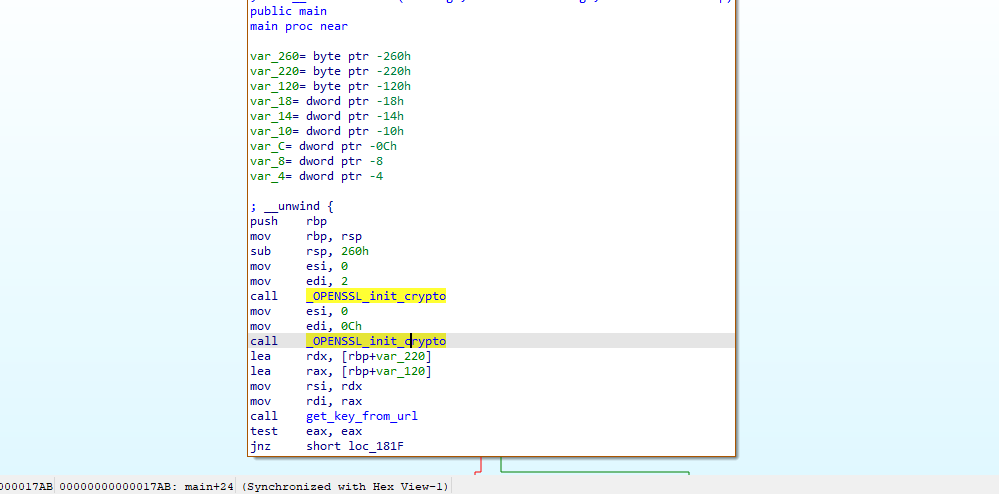 public main
main proc near
var_260= byte ptr -260h
var_220= byte ptr -220h
var_120= byte ptr -120h
var_18= dword ptr -18h
var_14= dword ptr -14h
var_10= dword ptr -10h
var_C= dword ptr -0Ch
var_8= dword ptr -8
var_4= dword ptr -4
; __unwind {
push rbp
mov rbp, rsp
sub rsp, 260h
mov esi, 0
mov edi, 2
call _OPENSSL_init_crypto
mov esi, 0
mov edi, 0Ch
call _OPENSSL_init_crypto
lea rdx, [rbp+var_220]
lea rax, [rbp+var_120]
mov rsi, rdx
mov rdi, rax
call get_key_from_url
test eax, eax
jnz short loc_181F
000017AB 00000000000017AB: main+24 (Synchronized with Hex View-1)